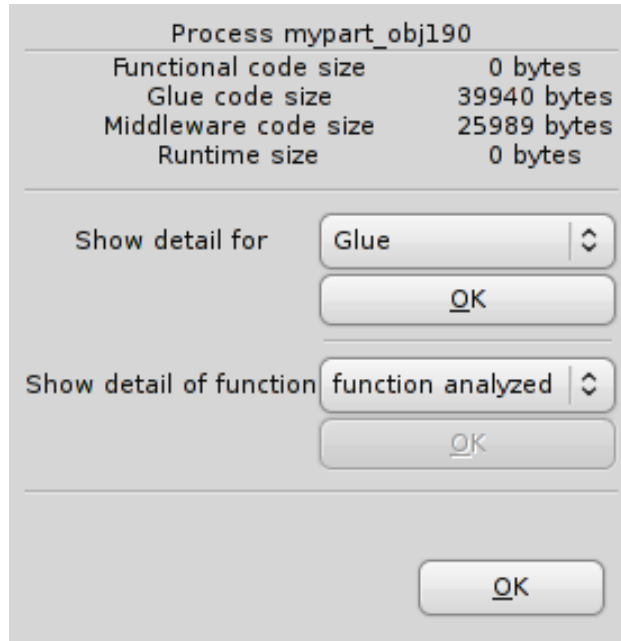 Process mypart_obj190
Functional code size 0 bytes
Glue code size 39940 bytes
Middleware code size 25989 bytes
Runtime size 0 bytes
Show detail for Glue
OK
Show detail of function function analyzed
OK
OK